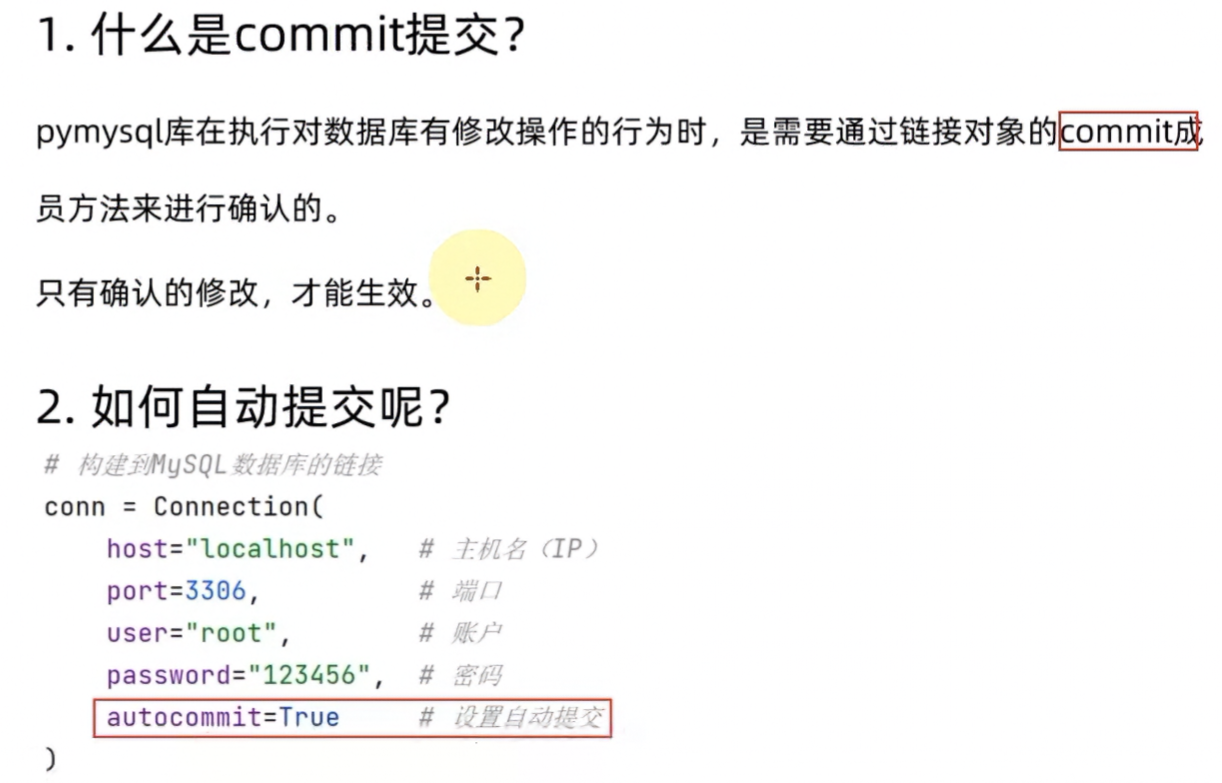 1. 什么是commit提交？
pymysql库在执行对数据库有修改操作的行为时，是需要通过链接对象的commit成
员方法来进行确认的。
只有确认的修改，才能生效。
2. 如何自动提交呢？
# 构建到MySQL数据库的链接
conn = Connection(
    host="localhost",   # 主机名（IP）
    port=3306,          # 端口
    user="root",        # 账户
    password="123456",  # 密码
    autocommit=True     # 设置自动提交
)